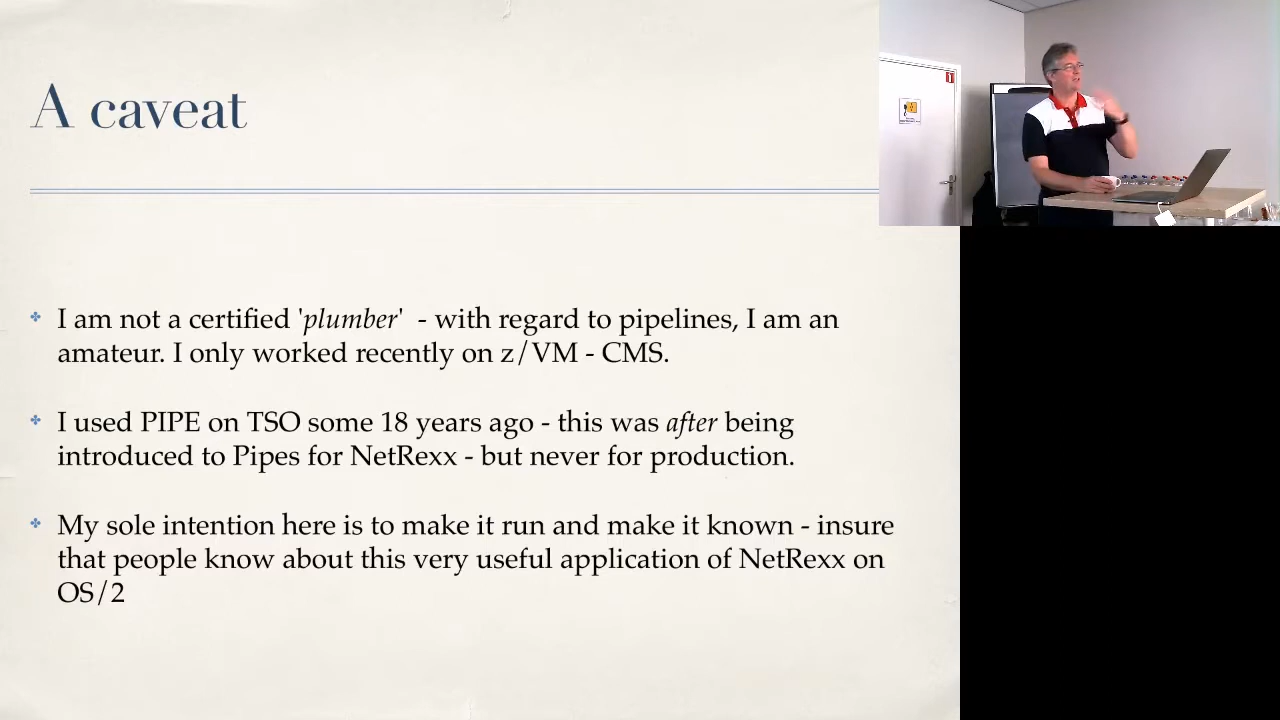 A caveat
I am not a certified 'plumber' - with regard to pipelines, I am an
amateur. I only worked recently on z/VM - CMS.
I used PIPE on TSO some 18 years ago - this was after being
introduced to Pipes for NetRexx - but never for production.
My sole intention here is to make it run and make it known - insure
that people know about this very useful application of NetRexx on
OS/2